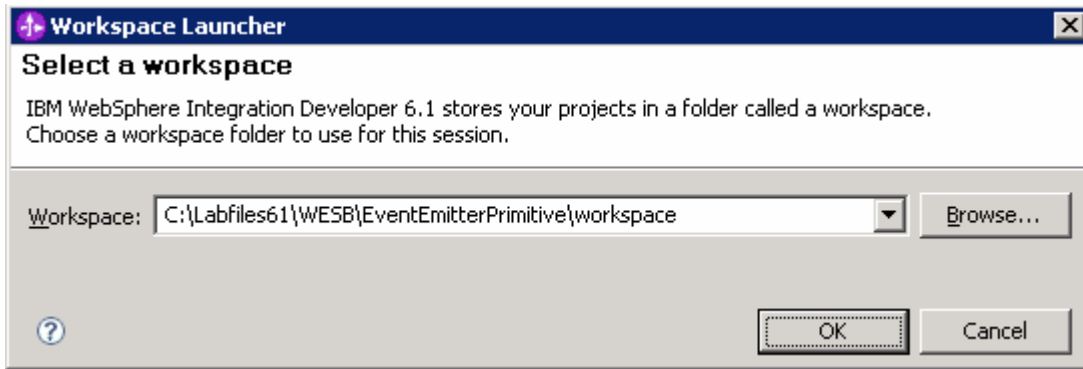 Workspace Launcher
Select a workspace
IBM WebSphere Integration Developer 6.1 stores your projects in a folder called a workspace.
Choose a workspace folder to use for this session.
Workspace: C:\Labfiles61\WESB\EventEmitterPrimitive\workspace Browse...
? OK Cancel